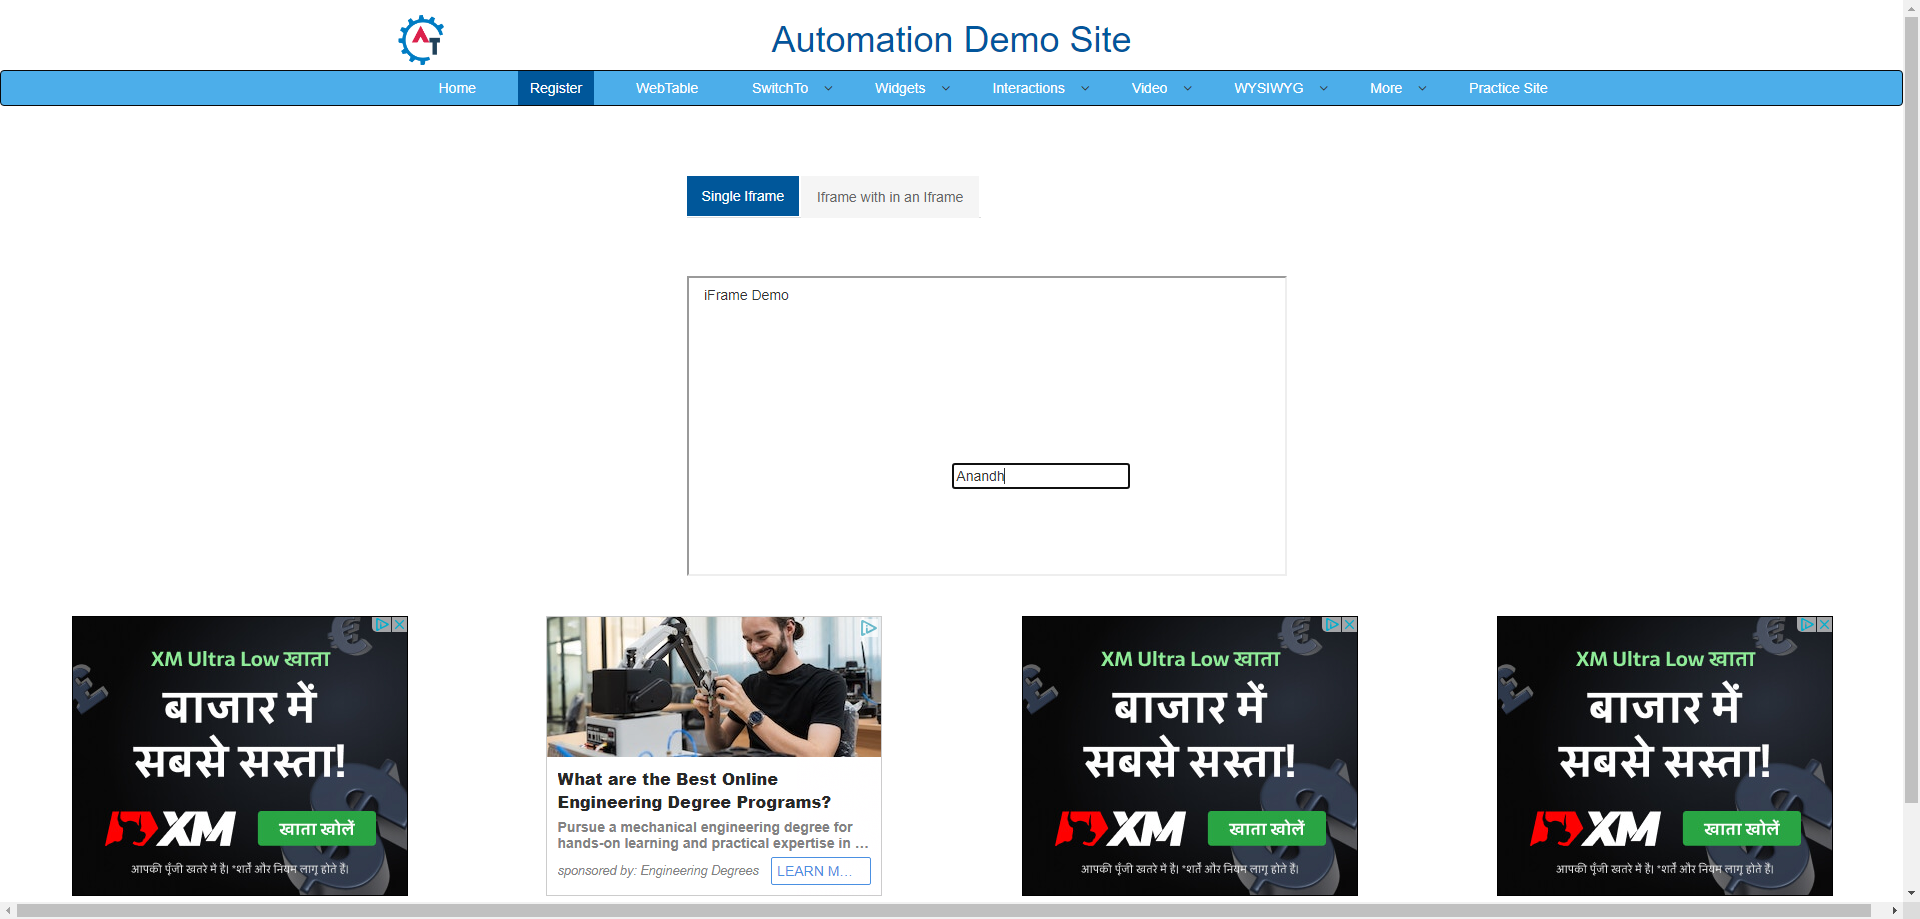 AT
Automation Demo Site
Home Register WebTable SwitchTo Widgets Interactions Video WYSIWYG More Practice Site
Single Iframe Iframe with in an Iframe
iFrame Demo
Anandh
XM Ultra Low खाता
बाजार में
सबसे सस्ता!
XM खाता खोलें
आपकी पूँजी खतरे में है। *शर्तें और नियम लागू होते हैं।
What are the Best Online
Engineering Degree Programs?
Pursue a mechanical engineering degree for
hands-on learning and practical expertise in ...
sponsored by: Engineering Degrees LEARN M...
XM Ultra Low खाता
बाजार में
सबसे सस्ता!
XM खाता खोलें
आपकी पूँजी खतरे में है। *शर्तें और नियम लागू होते हैं।
XM Ultra Low खाता
बाजार में
सबसे सस्ता!
XM खाता खोलें
आपकी पूँजी खतरे में है। *शर्तें और नियम लागू होते हैं।